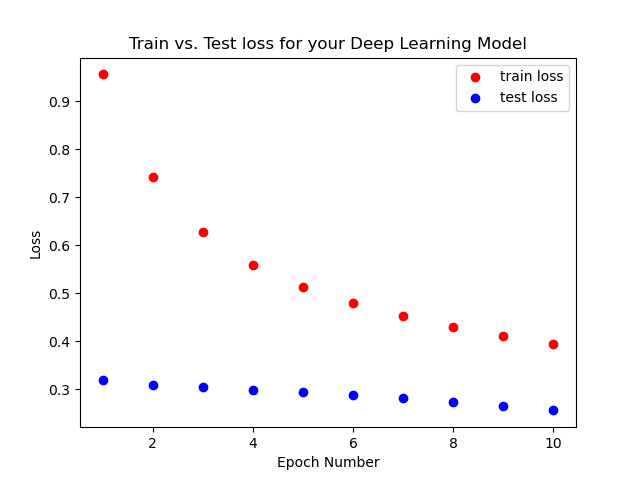 Train vs. Test loss for your Deep Learning Model
train loss
test loss
0.9
0.8
0.7
0.6
0.5
0.4
0.3
Loss
2
4
6
8
10
Epoch Number